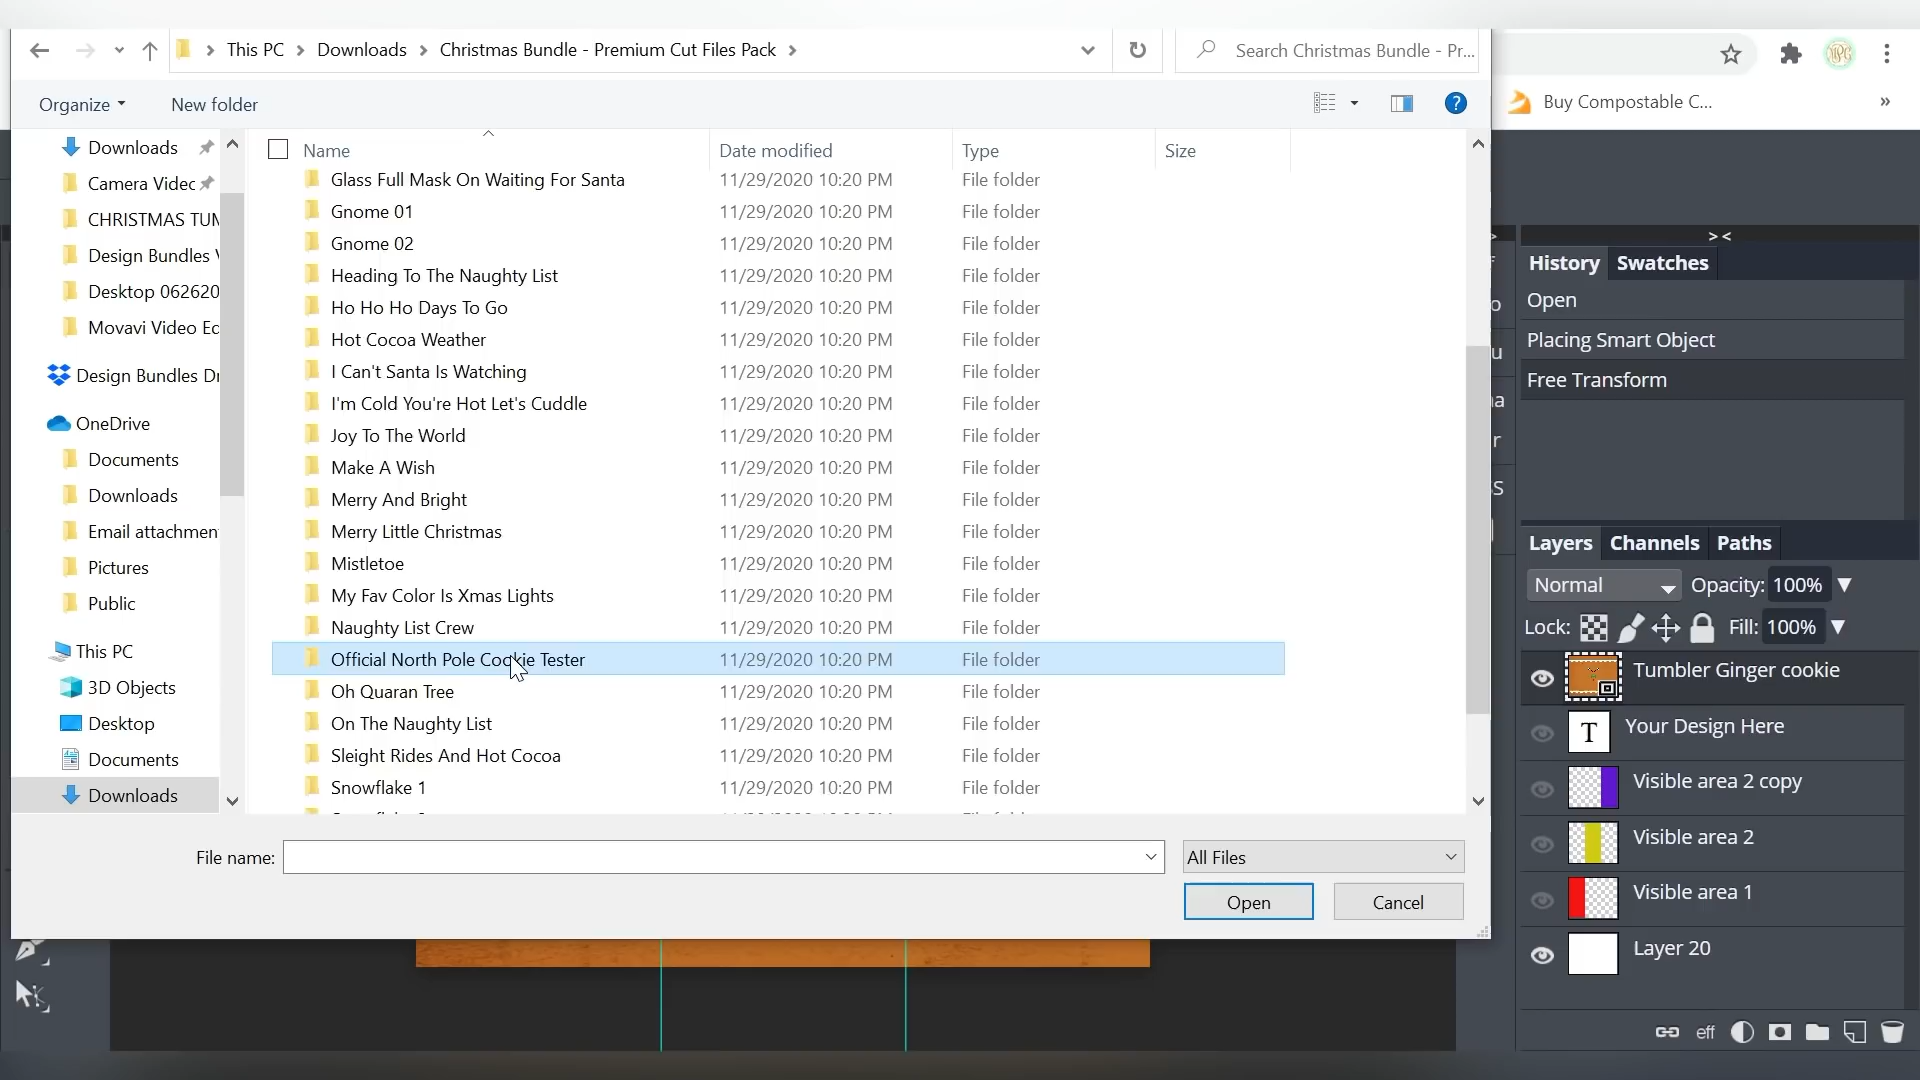 This PC > Downloads > Christmas Bundle - Premium Cut Files Pack >
Search Christmas Bundle - Pr...
Buy Compostable C...
Organize
New folder
Name
Date modified
Type
Size
Downloads
Camera Videc
CHRISTMAS TUM
Design Bundles
Desktop 062620
Movavi Video Ec
Design Bundles Dr
OneDrive
Documents
Downloads
Email attachmen
Pictures
Public
This PC
3D Objects
Desktop
Documents
Downloads
Glass Full Mask On Waiting For Santa 11/29/2020 10:20 PM File folder
Gnome 01 11/29/2020 10:20 PM File folder
Gnome 02 11/29/2020 10:20 PM File folder
Heading To The Naughty List 11/29/2020 10:20 PM File folder
Ho Ho Ho Days To Go 11/29/2020 10:20 PM File folder
Hot Cocoa Weather 11/29/2020 10:20 PM File folder
I Can't Santa Is Watching 11/29/2020 10:20 PM File folder
I'm Cold You're Hot Let's Cuddle 11/29/2020 10:20 PM File folder
Joy To The World 11/29/2020 10:20 PM File folder
Make A Wish 11/29/2020 10:20 PM File folder
Merry And Bright 11/29/2020 10:20 PM File folder
Merry Little Christmas 11/29/2020 10:20 PM File folder
Mistletoe 11/29/2020 10:20 PM File folder
My Fav Color Is Xmas Lights 11/29/2020 10:20 PM File folder
Naughty List Crew 11/29/2020 10:20 PM File folder
Official North Pole Cookie Tester 11/29/2020 10:20 PM File folder
Oh Quaran Tree 11/29/2020 10:20 PM File folder
On The Naughty List 11/29/2020 10:20 PM File folder
Sleight Rides And Hot Cocoa 11/29/2020 10:20 PM File folder
Snowflake 1 11/29/2020 10:20 PM File folder
File name:
All Files
Open
Cancel
History
Swatches
Open
Placing Smart Object
Free Transform
Layers
Channels
Paths
Normal
Opacity: 100%
Lock:
Fill: 100%
Tumbler Ginger cookie
T
Your Design Here
Visible area 2 copy
Visible area 2
Visible area 1
Layer 20
eff